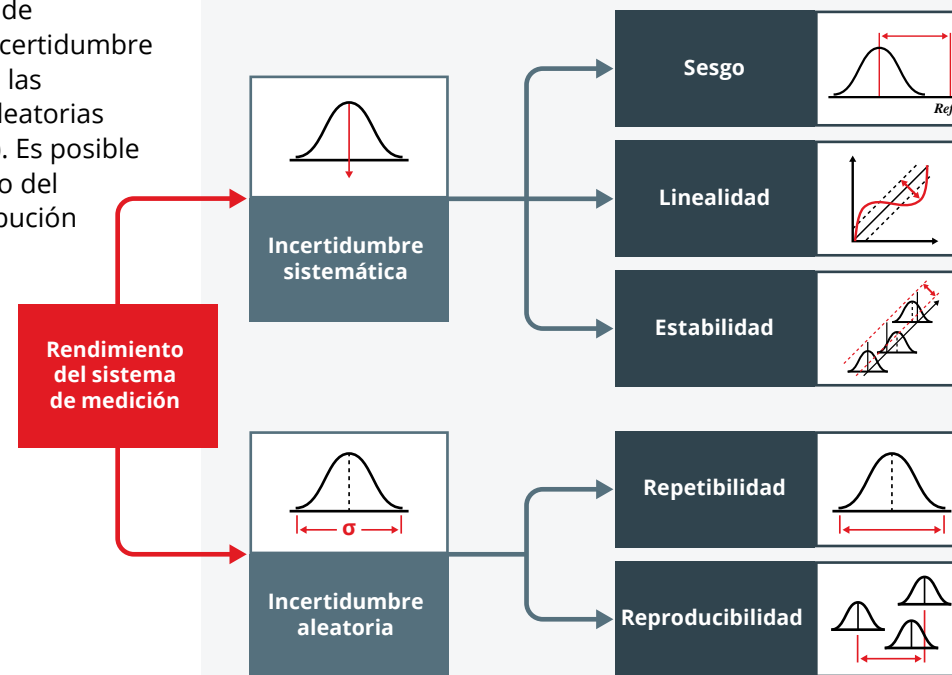 de
certidumbre
las
leatorias
. Es posible
o del
bución
Rendimiento
del sistema
de medición
Incertidumbre
sistemática
Sesgo
Ref
Linealidad
Estabilidad
σ
Incertidumbre
aleatoria
Repetibilidad
Reproducibilidad